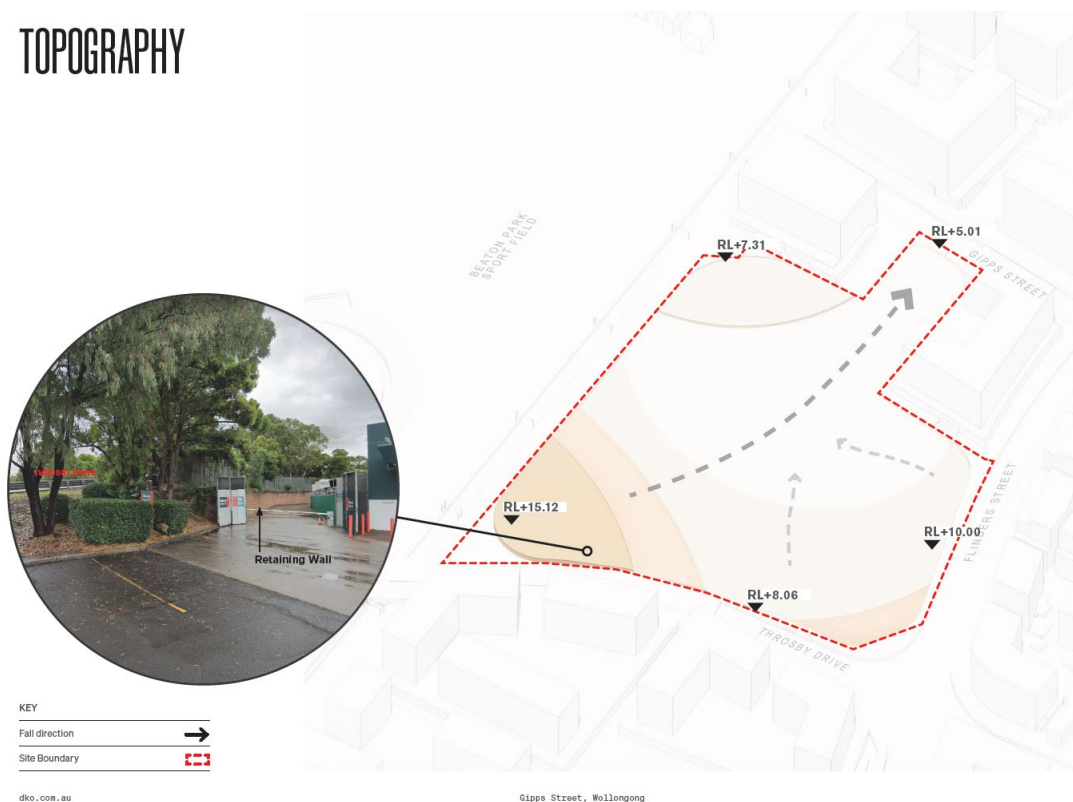 TOPOGRAPHY
BEATON PARK
SPORT FIELD
RL+7.31
RL+5.01
GIPPS STREET
RL+15.12
RL+10.00
FLINDERS STREET
RL+8.06
THROSBY DRIVE
THROSBY DRIVE
Retaining Wall
KEY
Fall direction
Site Boundary
dko.com.au
Gipps Street, Wollongong